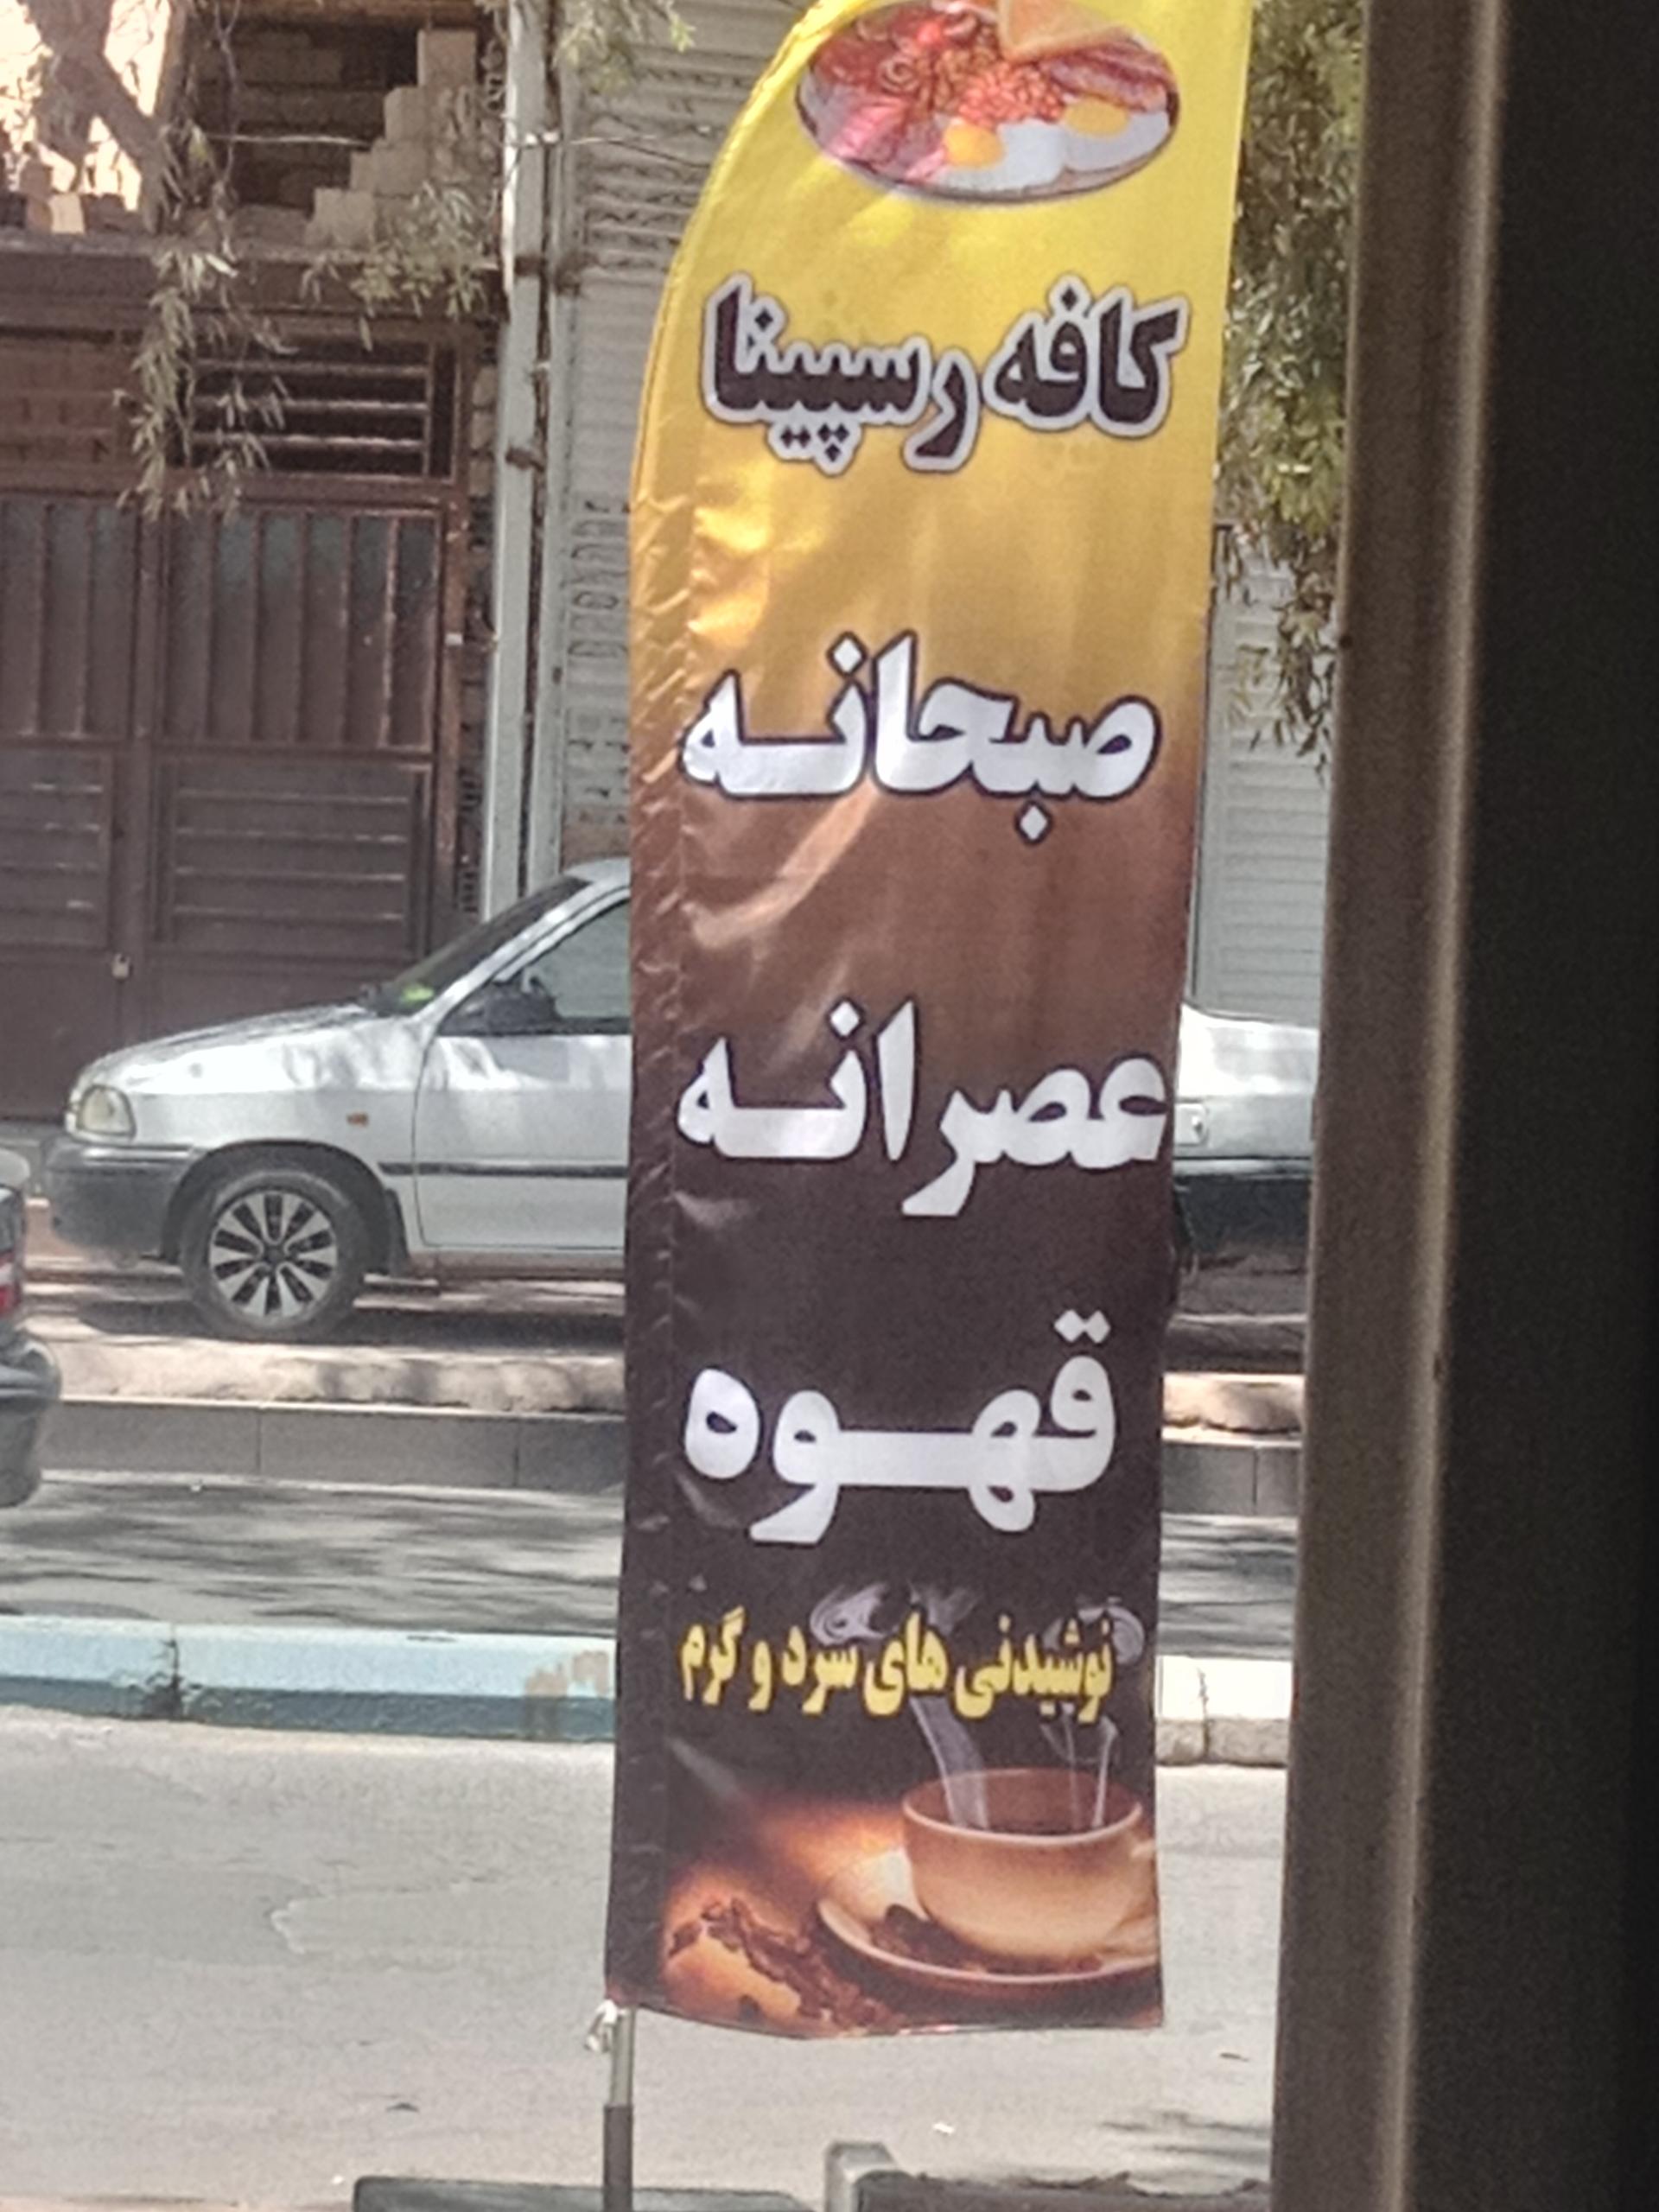 کافه رسپینا
صبحانه
عصرانه
قهوه
نوشیدنی های سرد و گرم